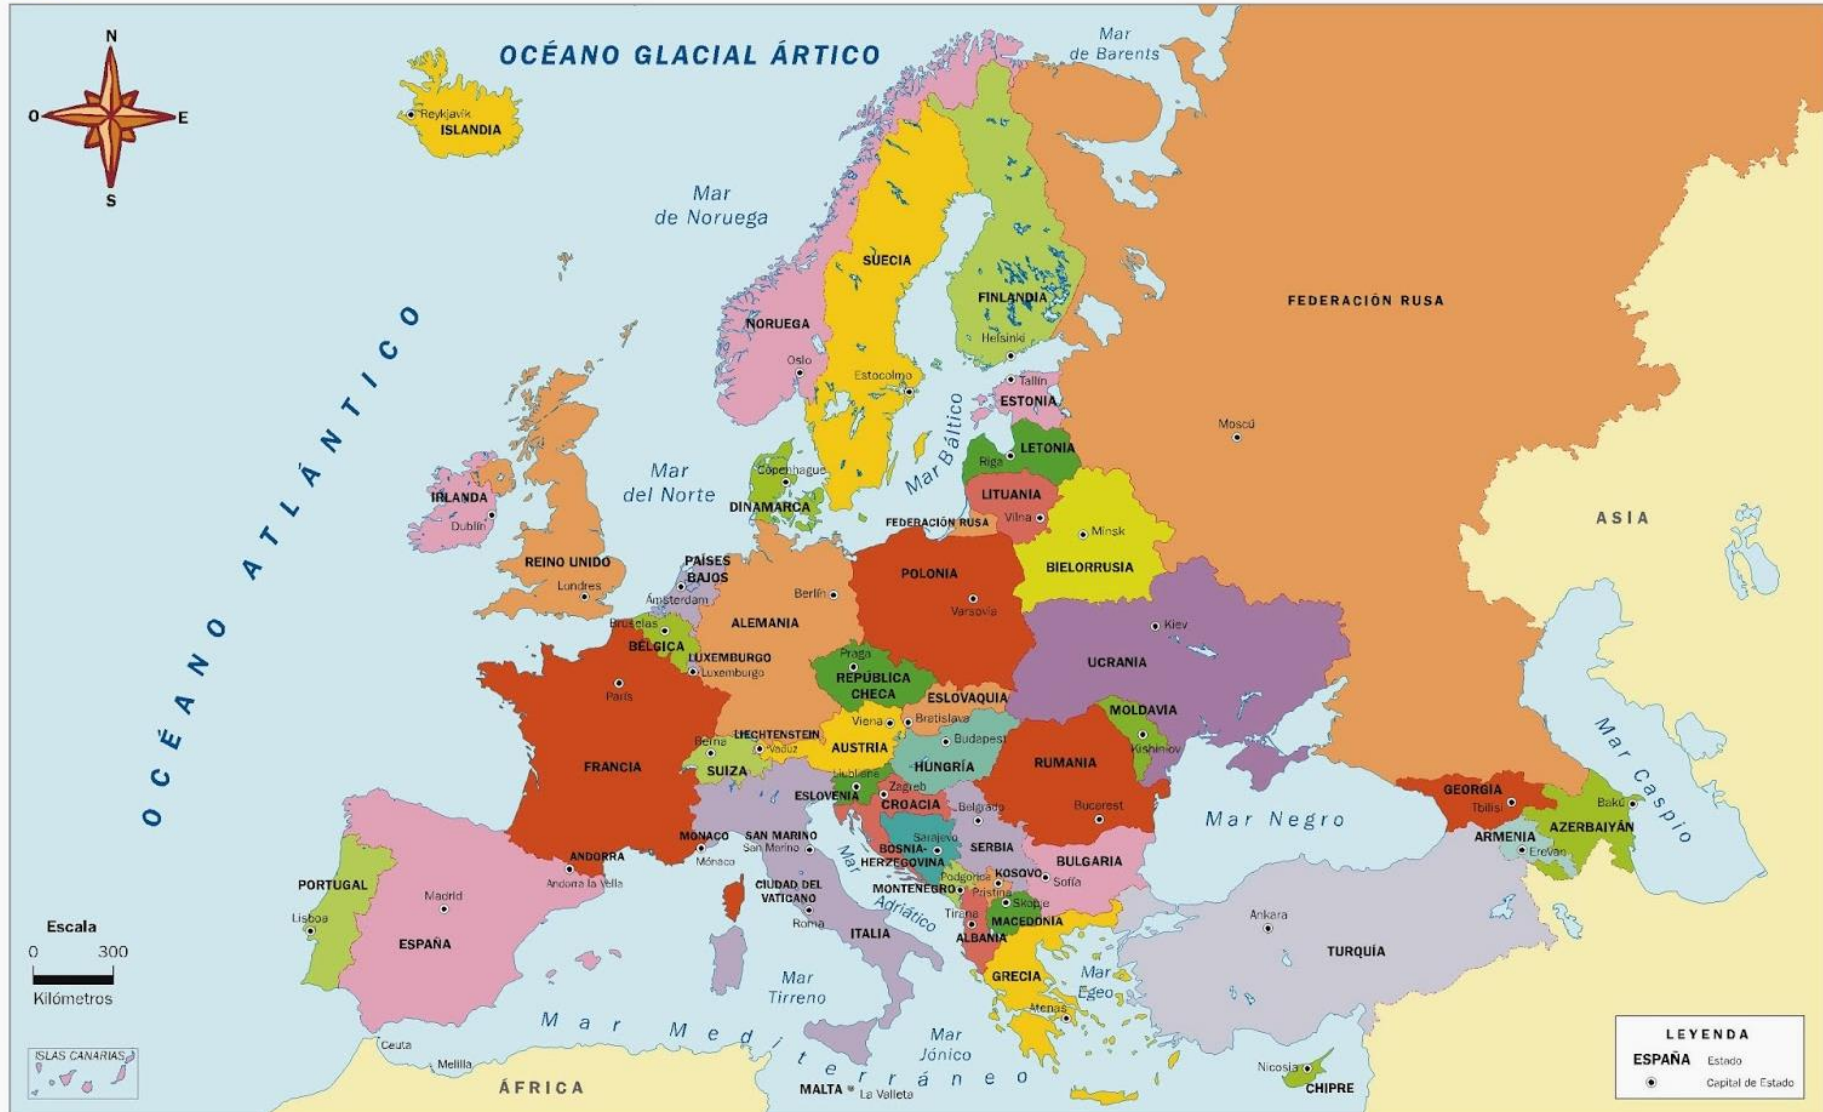 N
O
E
S
OCÉANO GLACIAL ÁRTICO
Mar
de Barents
Reykjavík
ISLANDIA
Mar
de Noruega
SUECIA
FINLANDIA
Helsinki
NORUEGA
Oslo
Estocolmo
FEDERACIÓN RUSA
Moscú
OCÉANO ATLÁNTICO
Tallín
ESTONIA
Mar Báltico
LETONIA
Riga
LITUANIA
Vilna
FEDERACIÓN RUSA
Minsk
BIELORRUSIA
Mar
del Norte
Copenhague
DINAMARCA
IRLANDA
Dublín
REINO UNIDO
Londres
PAÍSES
BAJOS
Ámsterdam
Bruselas
BÉLGICA
LUXEMBURGO
Luxemburgo
Berlín
ALEMANIA
POLONIA
Varsovia
Kiev
UCRANIA
ASIA
Praga
REPÚBLICA
CHECA
ESLOVAQUIA
Bratislava
Viena
AUSTRIA
LIECHTENSTEIN
Vaduz
Berna
SUIZA
París
FRANCIA
Budapest
HUNGRÍA
RUMANIA
Bucarest
MOLDAVIA
Kishiniov
Liubliana
ESLOVENIA
Zagreb
CROACIA
Belgrado
SERBIA
Sarajevo
BOSNIA-
HERZEGOVINA
MÓNACO
Mónaco
SAN MARINO
San Marino
ANDORRA
Andorra la Vella
CIUDAD DEL
VATICANO
Roma
ITALIA
Mar
Adriático
MONTENEGRO
Podgorica
KOSOVO
Pristina
BULGARIA
Sofía
Skopje
MACEDONIA
Tirana
ALBANIA
GRECIA
Atenas
Mar
Egeo
Mar Negro
Mar Caspio
GEORGIA
Tbilisi
Bakú
AZERBAIYÁN
ARMENIA
Ereván
Ankara
TURQUÍA
PORTUGAL
Lisboa
Madrid
ESPAÑA
Mar
Tirreno
Mar
Jónico
Mar Mediterráneo
Escala
0 300
Kilómetros
ISLAS CANARIAS
Ceuta
Melilla
ÁFRICA
MALTA
La Valleta
Nicosia
CHIPRE
LEYENDA
ESPAÑA Estado
Capital de Estado